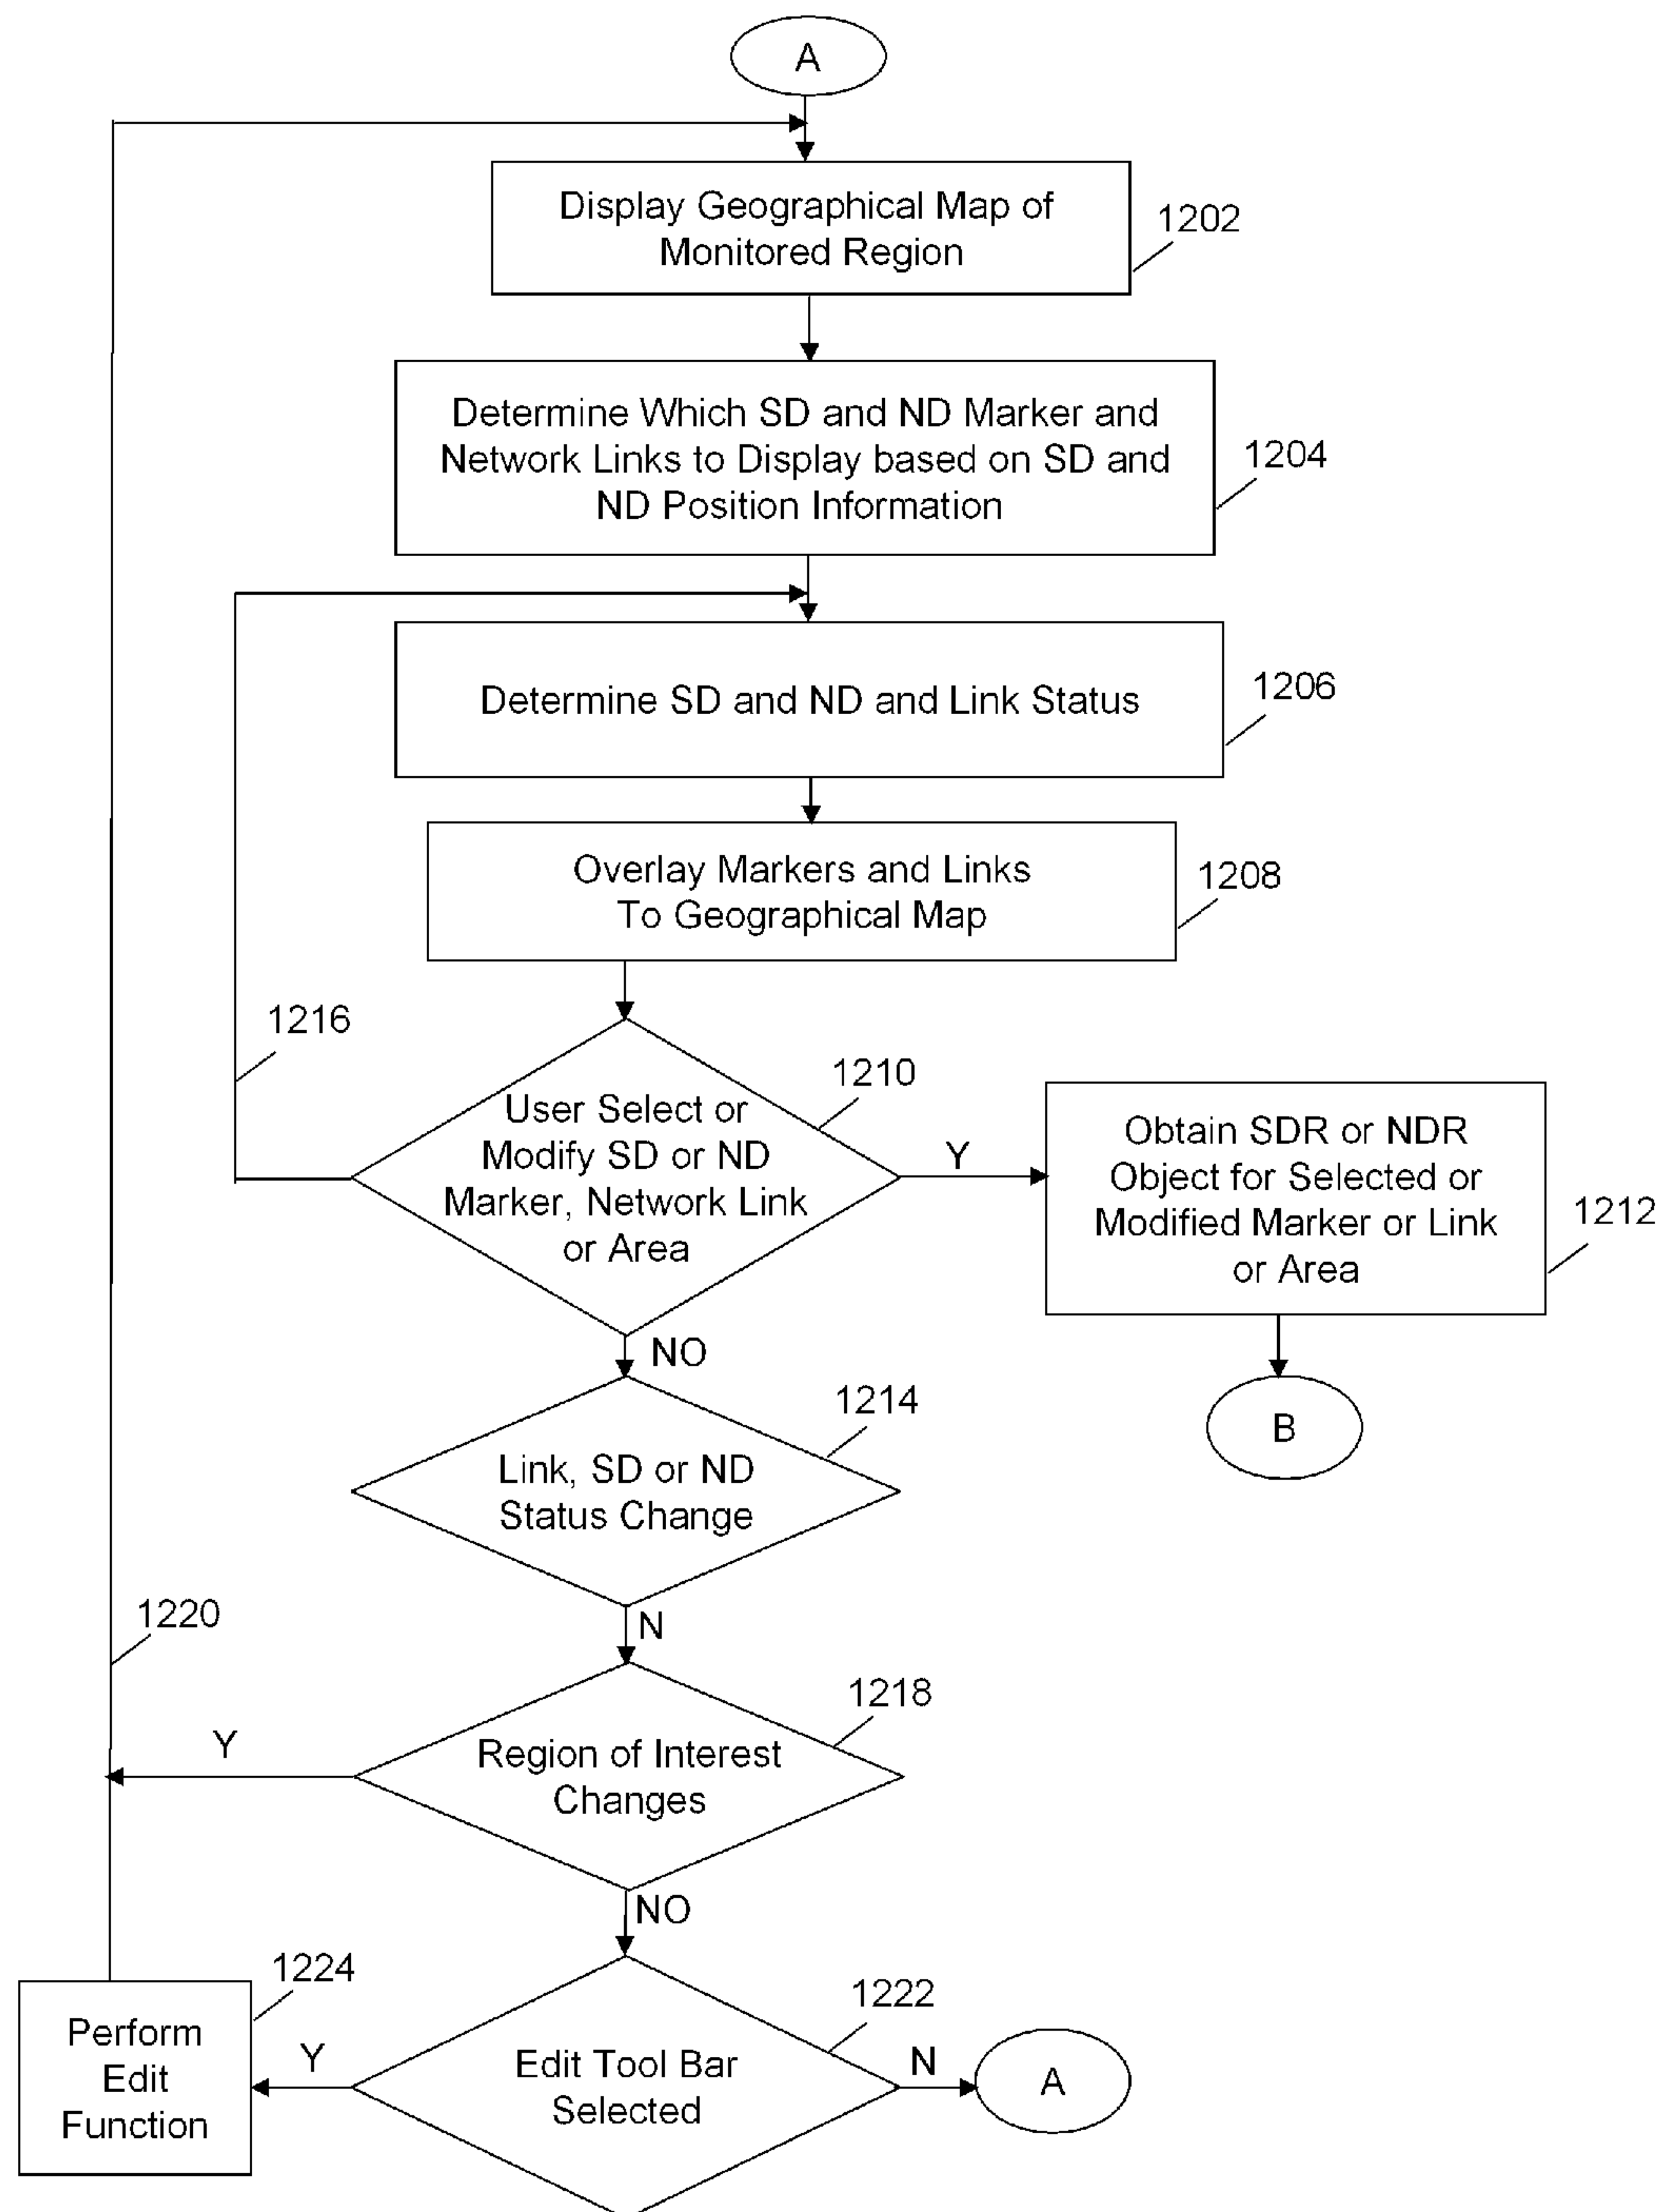 A
Display Geographical Map of
Monitored Region
1202
Determine Which SD and ND Marker and
Network Links to Display based on SD and
ND Position Information
1204
Determine SD and ND and Link Status
1206
Overlay Markers and Links
To Geographical Map
1208
1216
User Select or
Modify SD or ND
Marker, Network Link
or Area
1210
Y
Obtain SDR or NDR
Object for Selected or
Modified Marker or Link
or Area
1212
NO
B
Link, SD or ND
Status Change
1214
N
1220
Region of Interest
Changes
1218
Y
NO
Perform
Edit
Function
1224
Y
Edit Tool Bar
Selected
1222
N
A